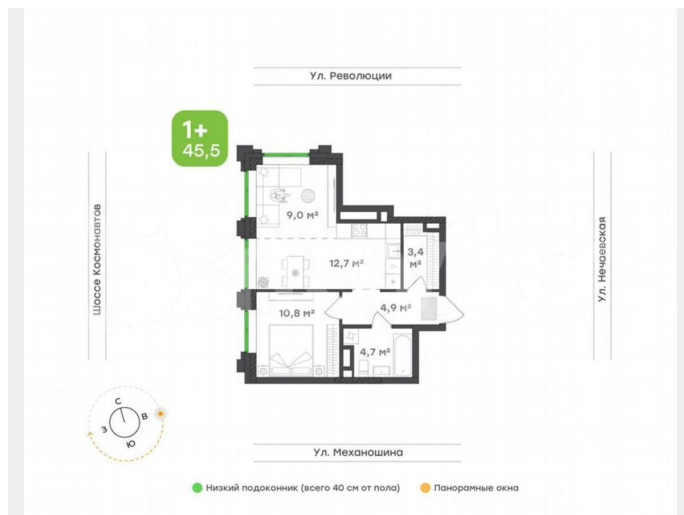 Ул. Революции
1+
45,5
Шоссе Космонавтов
9,0 м²
12,7 м²
3,4
м²
Ул. Нечаевская
10,8 м²
4,9 м²
4,7 м²
С
В
З
Ю
Ул. Механошина
Низкий подоконник (всего 40 см от пола)
Панорамные окна